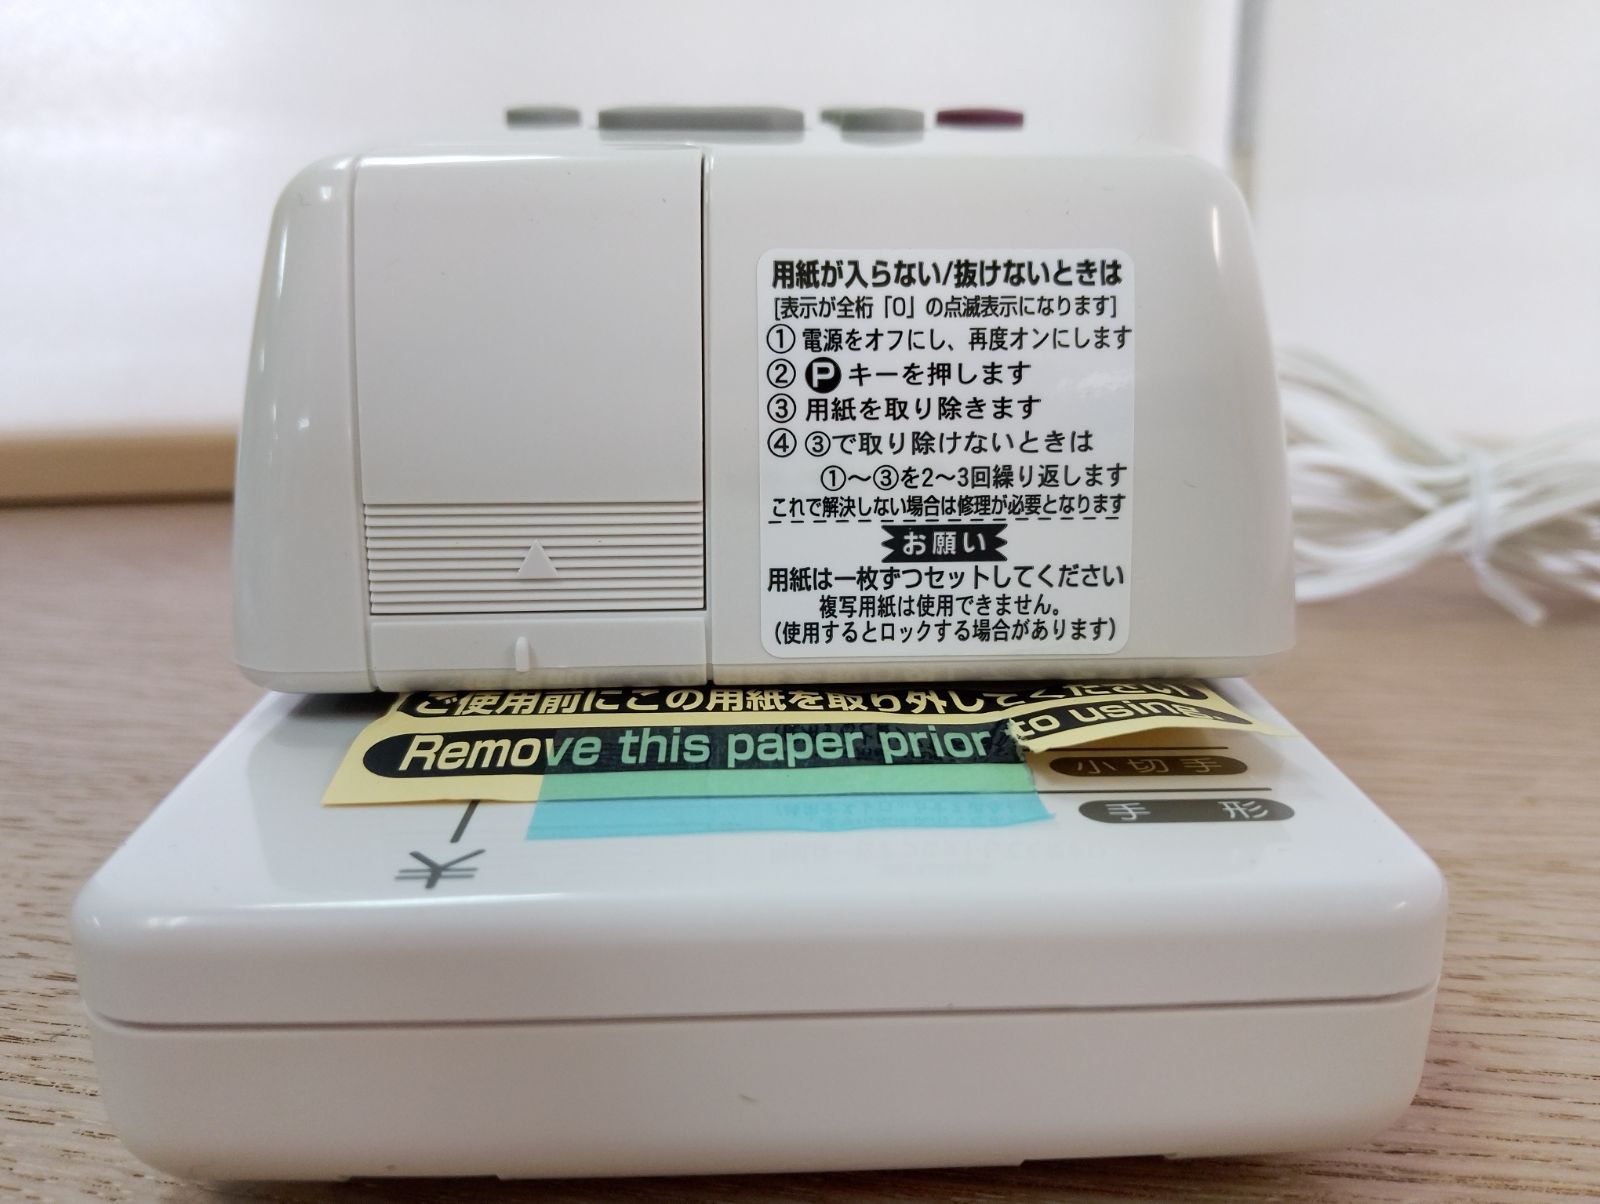 用紙が入らない/抜けないときは
[表示が全桁「0」の点滅表示になります]
① 電源をオフにし、再度オンにします
② Ⓟ キーを押します
③ 用紙を取り除きます
④ ③で取り除けないときは
①～③を2～3回繰り返します
これで解決しない場合は修理が必要となります
お願い
用紙は一枚ずつセットしてください
複写用紙は使用できません。
(使用するとロックする場合があります)
ご使用前にこの用紙を取り外してください
Remove this paper prior to using.
小切手
手形
¥